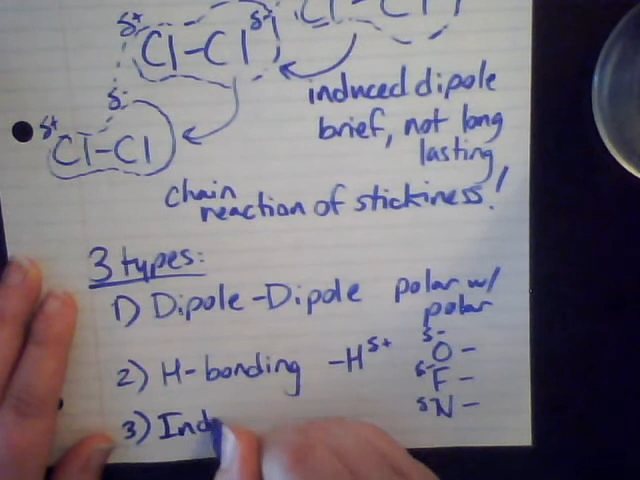 δ+ Cl-Cl δ+ Cl-Cl
induced dipole
brief, not long
lasting
δ-
δ+ Cl-Cl
chain
reaction of stickiness!
3 types:
1) Dipole-Dipole polar w/
polar
2) H-bonding -Hδ+ δ-O-
δ-F-
δ-N-
3) Ind